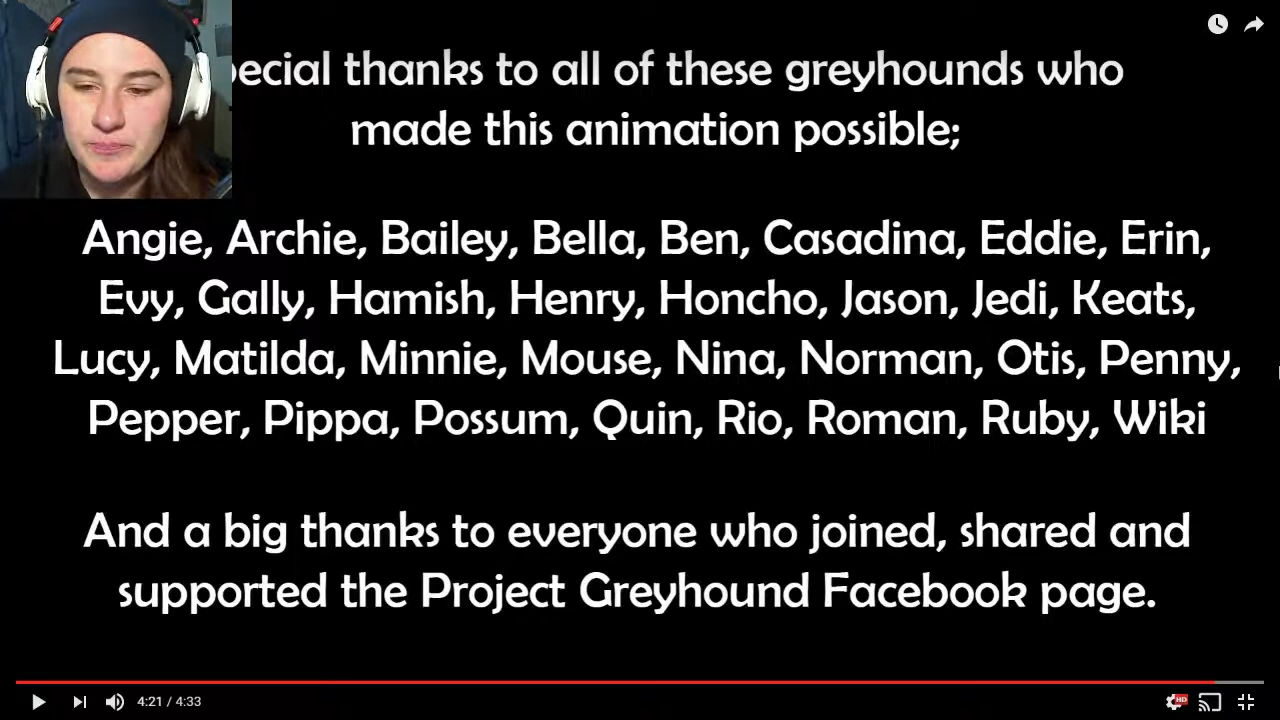 pecial thanks to all of these greyhounds who
made this animation possible;
Angie, Archie, Bailey, Bella, Ben, Casadina, Eddie, Erin,
Evy, Gally, Hamish, Henry, Honcho, Jason, Jedi, Keats,
Lucy, Matilda, Minnie, Mouse, Nina, Norman, Otis, Penny,
Pepper, Pippa, Possum, Quin, Rio, Roman, Ruby, Wiki
And a big thanks to everyone who joined, shared and
supported the Project Greyhound Facebook page.
4:21 / 4:33
HD